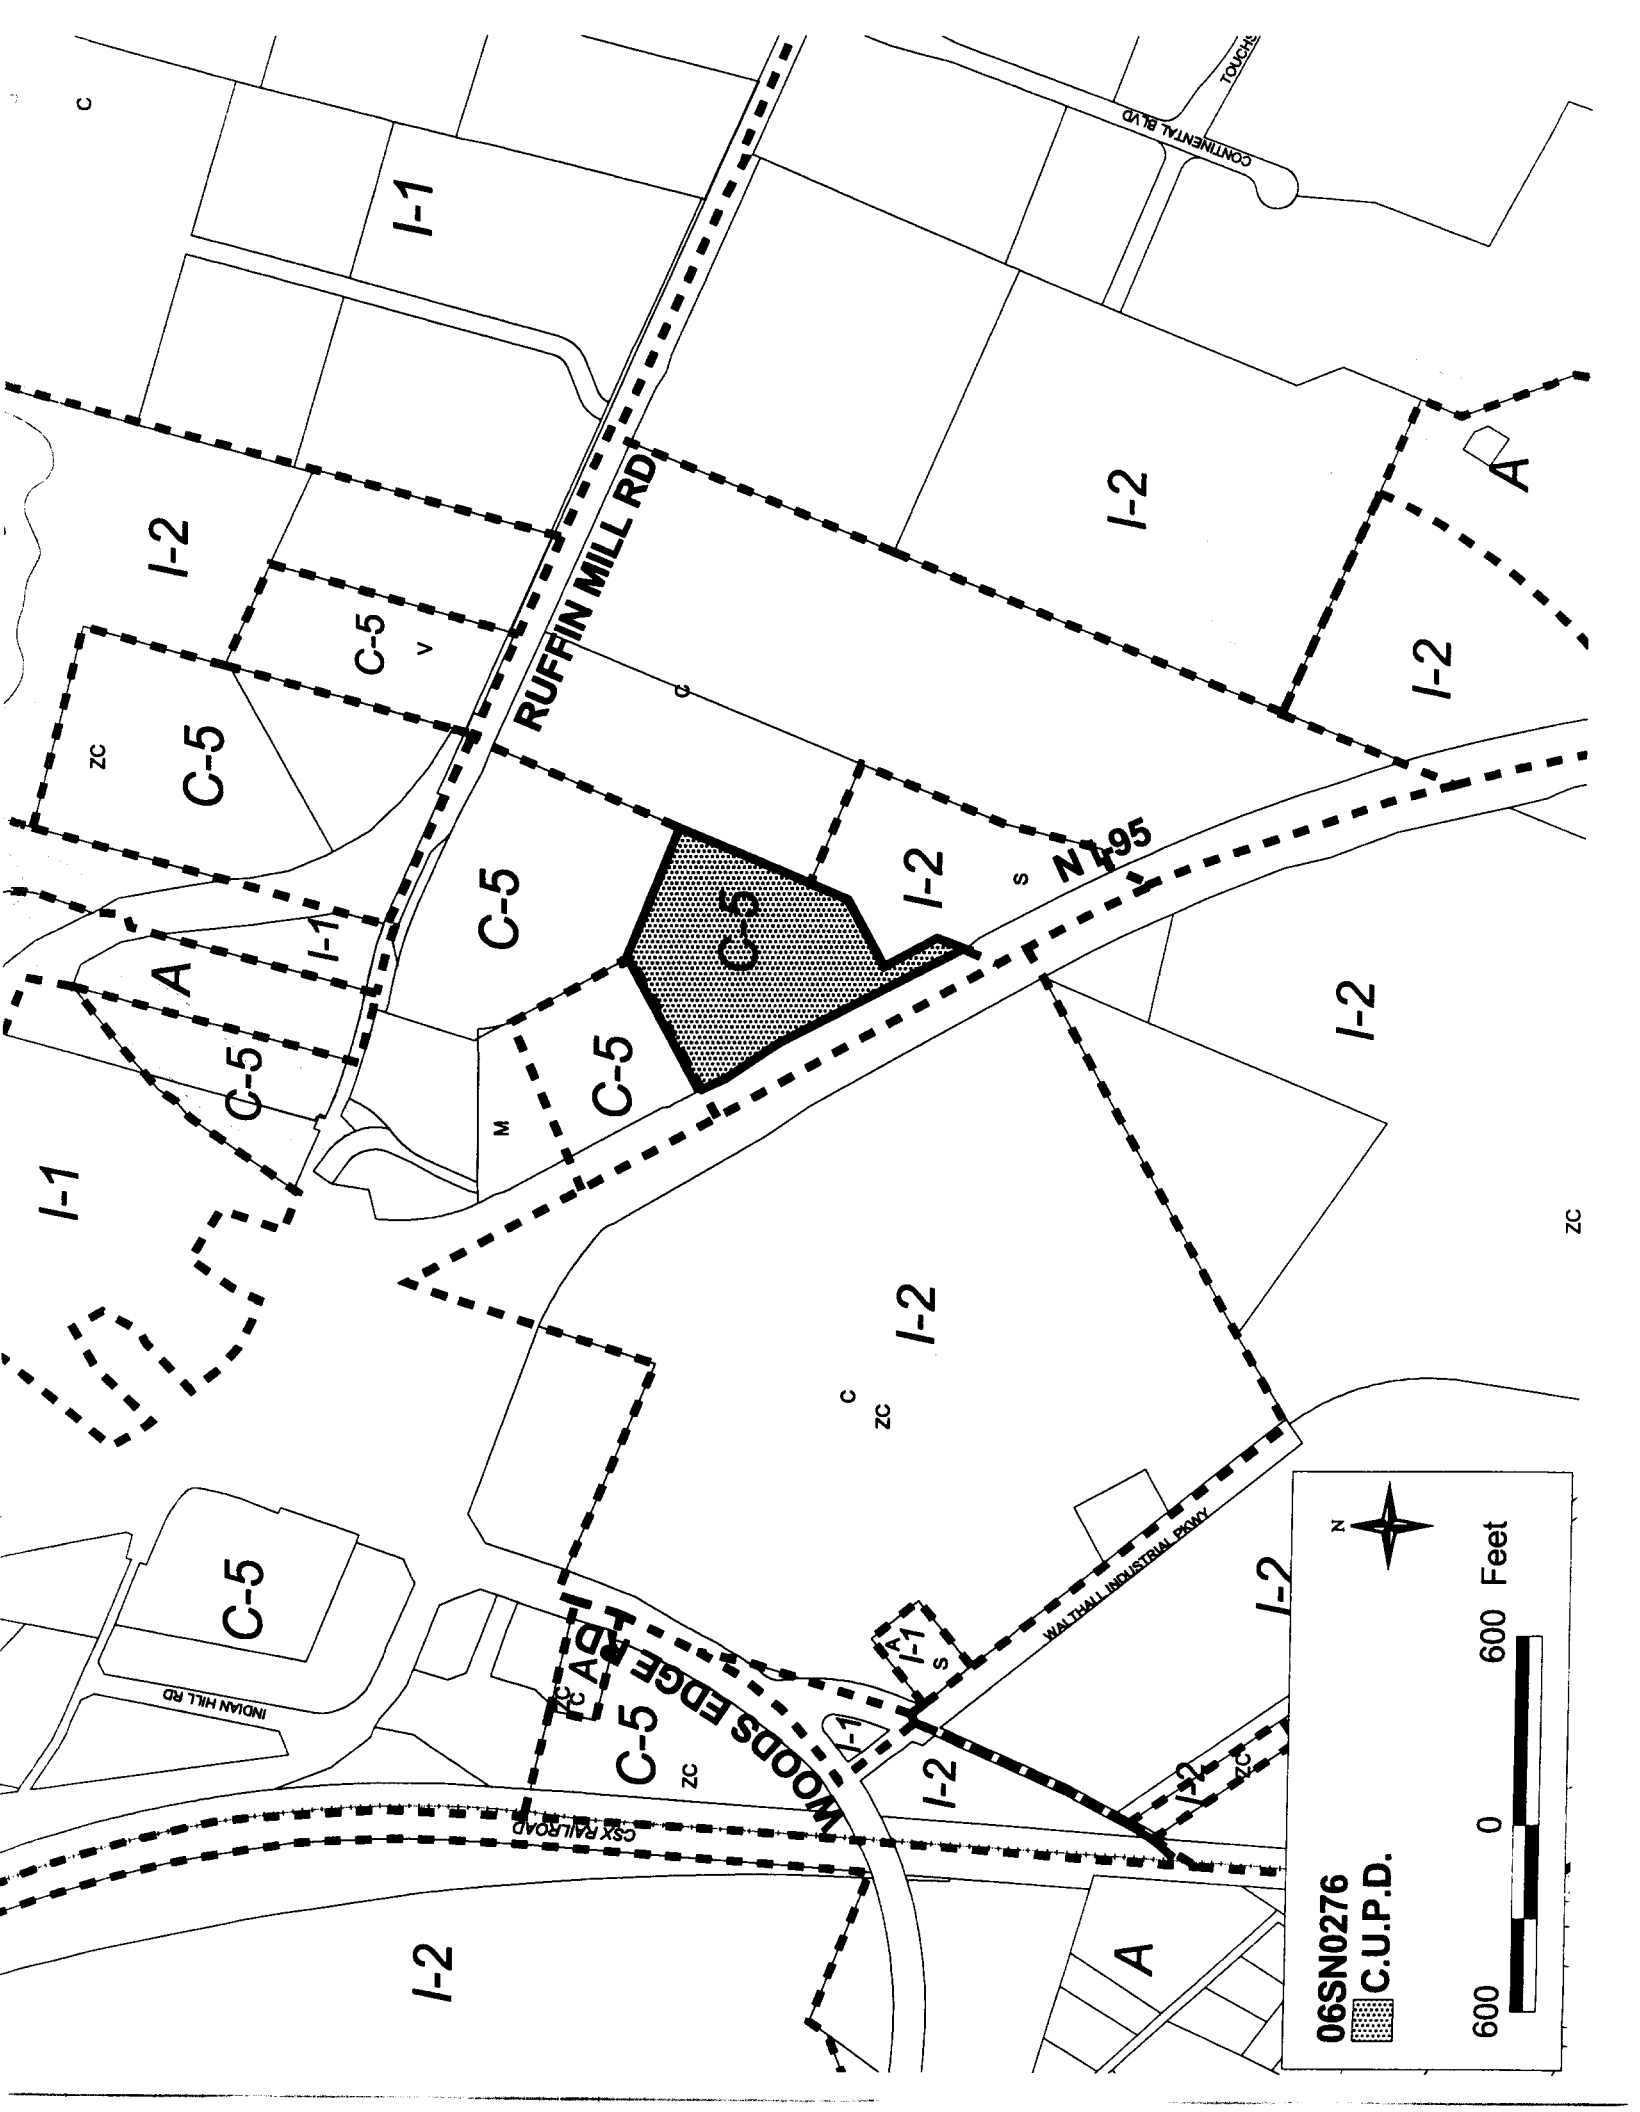 C
I-1
I-2
C-5
V
ZC
C-5
I-1
A
C-5
I-1
RUFFIN MILL RD
CONTINENTAL BLVD
C
C-5
C-5
C-5
M
I-2
S
N I-95
I-2
A
I-2
I-2
ZC
I-2
C
ZC
C-5
INDIAN HILL RD
A
ZC
C-5
ZC
WOODS EDGE RD
CSX RAILROAD
I-1
A
S
I-1
WALTHALL INDUSTRIAL PKWY
I-2
I-2
I-2
ZC
I-2
A
06SN0276
C.U.P.D.
N
600 0 600 Feet